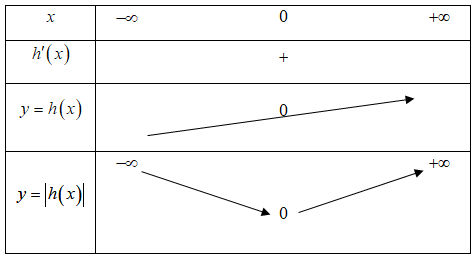 x −∞ 0 +∞
h′(x) +
y = h(x) 0
−∞ +∞
y = |h(x)| 0